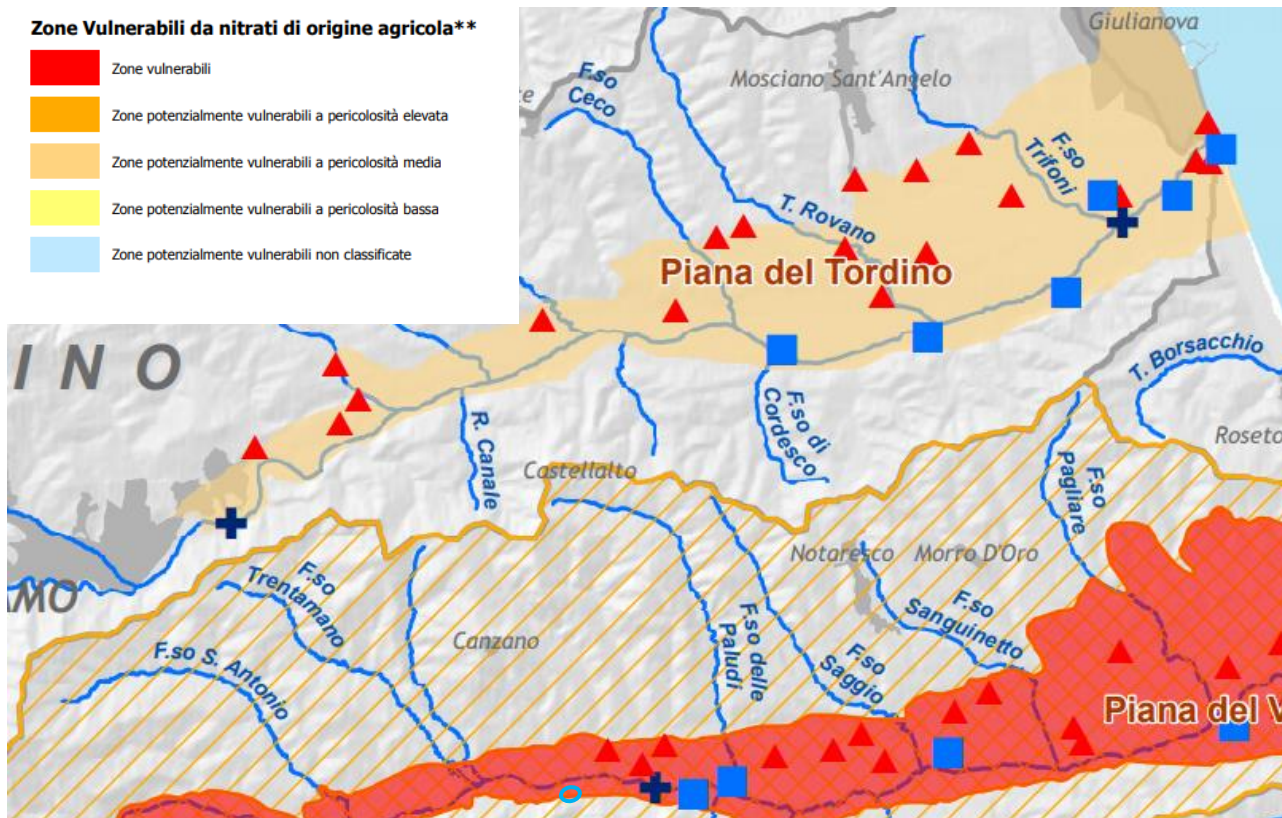 Zone Vulnerabili da nitrati di origine agricola**
Zone vulnerabili
Zone potenzialmente vulnerabili a pericolosità elevata
Zone potenzialmente vulnerabili a pericolosità media
Zone potenzialmente vulnerabili a pericolosità bassa
Zone potenzialmente vulnerabili non classificate
Giulianova
Mosciano Sant'Angelo
F.so
Ceco
ce
F.so
Trifoni
T. Rovano
Piana del Tordino
INO
T. Borsacchio
R. Canale
F.so di
Cordesco
Roseto
Castellalto
F.so
Pagliare
Notaresco
Morro D'Oro
AMO
F.so
Trentamano
F.so S. Antonio
Canzano
F.so delle
Paludi
F.so
Saggio
F.so
Sanguinetto
Piana del V